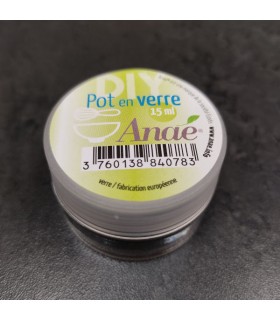 DIY
Pot en verre
15 ml
Anaé®
3 760138 840783
verre / fabrication européenne